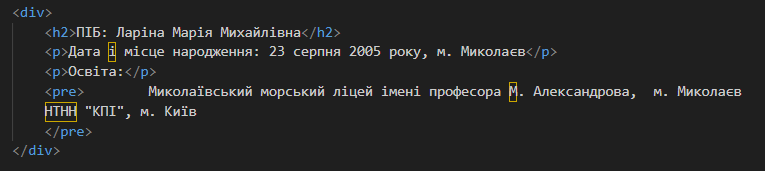 <div>
<h2>ПІБ: Ларіна Марія Михайлівна</h2>
<p>Дата і місце народження: 23 серпня 2005 року, м. Миколаєв</p>
<p>Освіта:</p>
<pre> Миколаївський морський ліцей імені професора М. Александрова, м. Миколаєв
НТНН "КПІ", м. Київ
</pre>
</div>